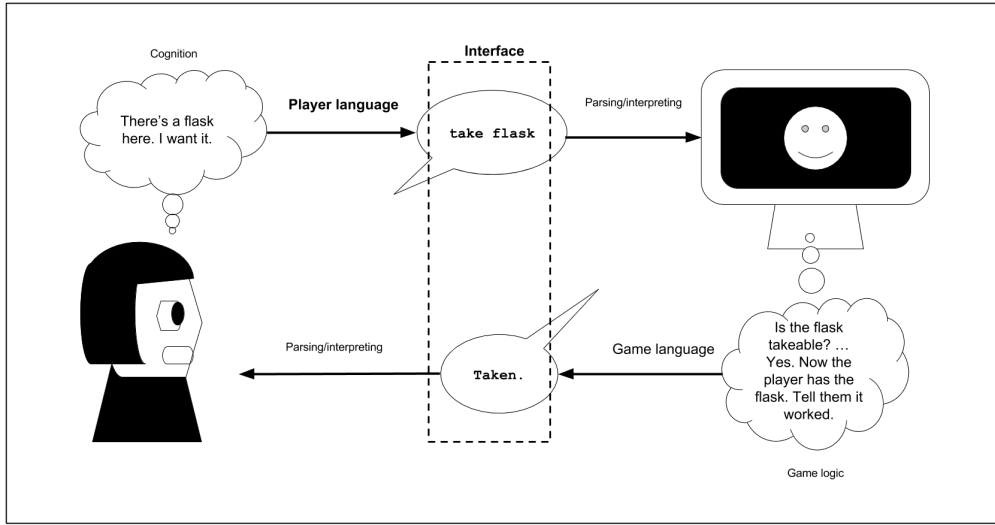 Interface
Cognition
There's a flask
here. I want it.
Player language
take flask
Parsing/interpreting
Is the flask
takeable? …
Yes. Now the
player has the
flask. Tell them it
worked.
Game language
Taken.
Parsing/interpreting
Game logic